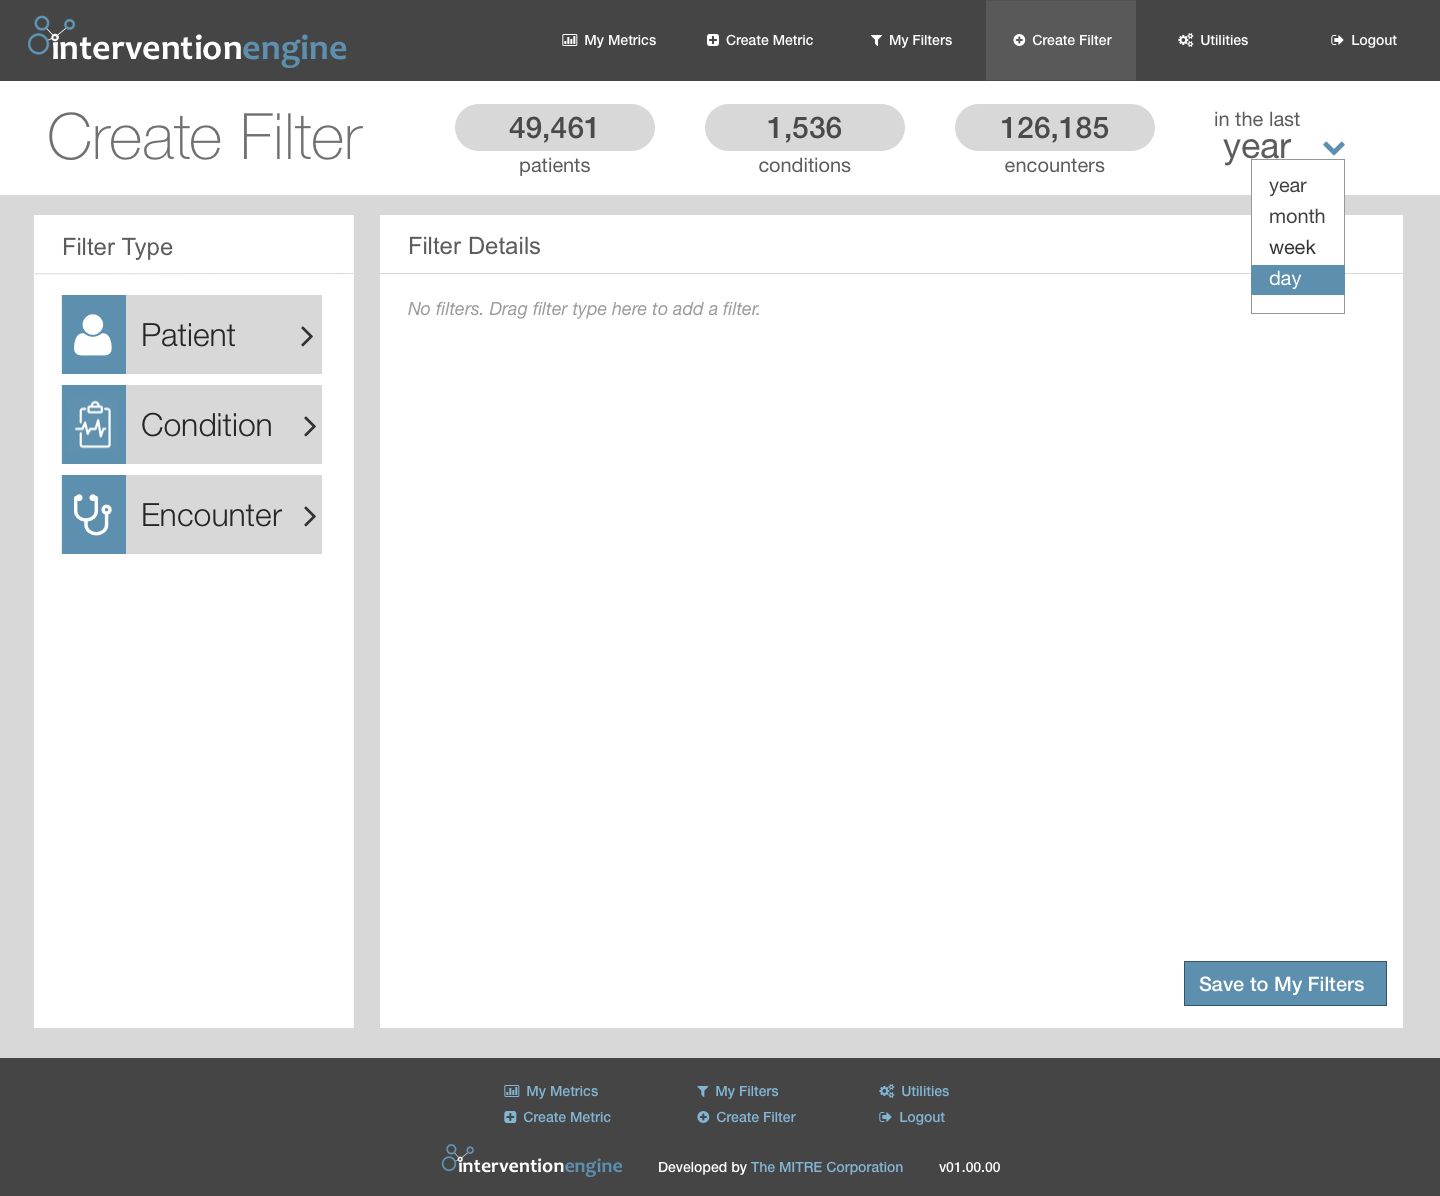 interventionengine
My Metrics
Create Metric
My Filters
Create Filter
Utilities
Logout
Create Filter
49,461
patients
1,536
conditions
126,185
encounters
in the last
year
year
month
week
day
Filter Type
Patient
Condition
Encounter
Filter Details
No filters. Drag filter type here to add a filter.
Save to My Filters
My Metrics
My Filters
Utilities
Create Metric
Create Filter
Logout
interventionengine
Developed by The MITRE Corporation
v01.00.00